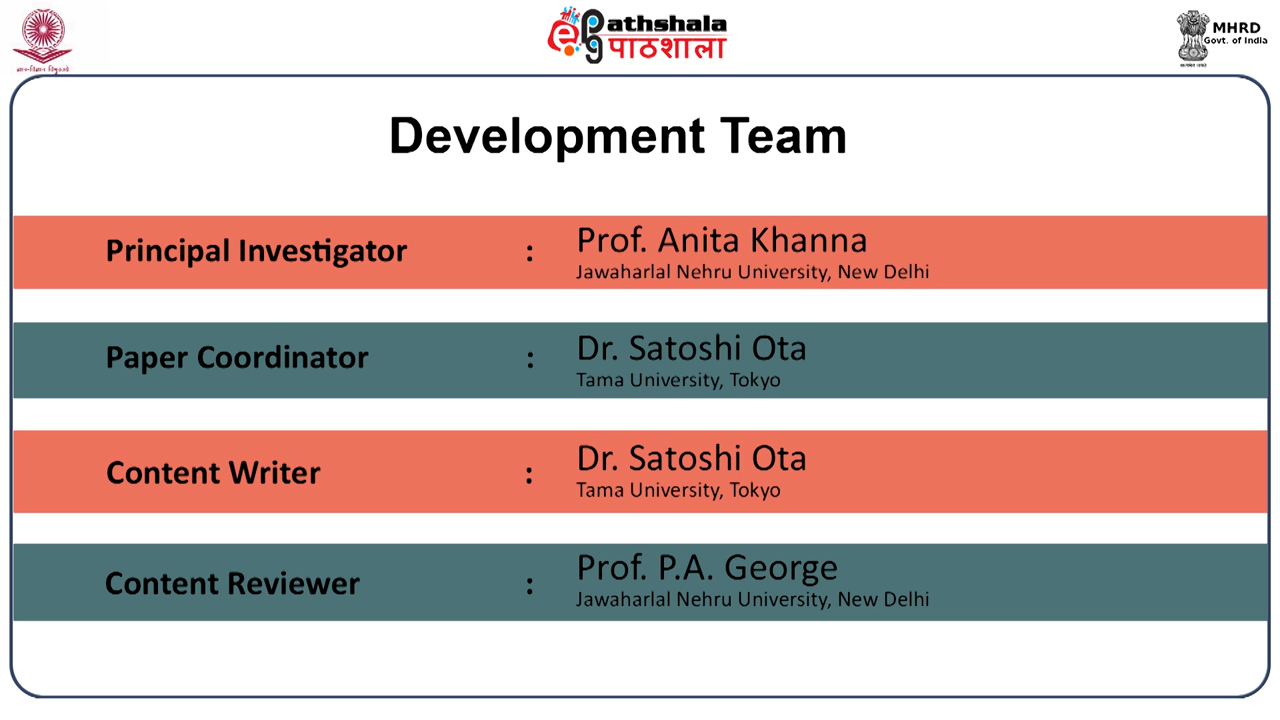 ePathshala
पाठशाला
MHRD
Govt. of India
ज्ञान-विज्ञान विमुक्तये
Development Team
Principal Investigator : Prof. Anita Khanna
Jawaharlal Nehru University, New Delhi
Paper Coordinator : Dr. Satoshi Ota
Tama University, Tokyo
Content Writer : Dr. Satoshi Ota
Tama University, Tokyo
Content Reviewer : Prof. P.A. George
Jawaharlal Nehru University, New Delhi